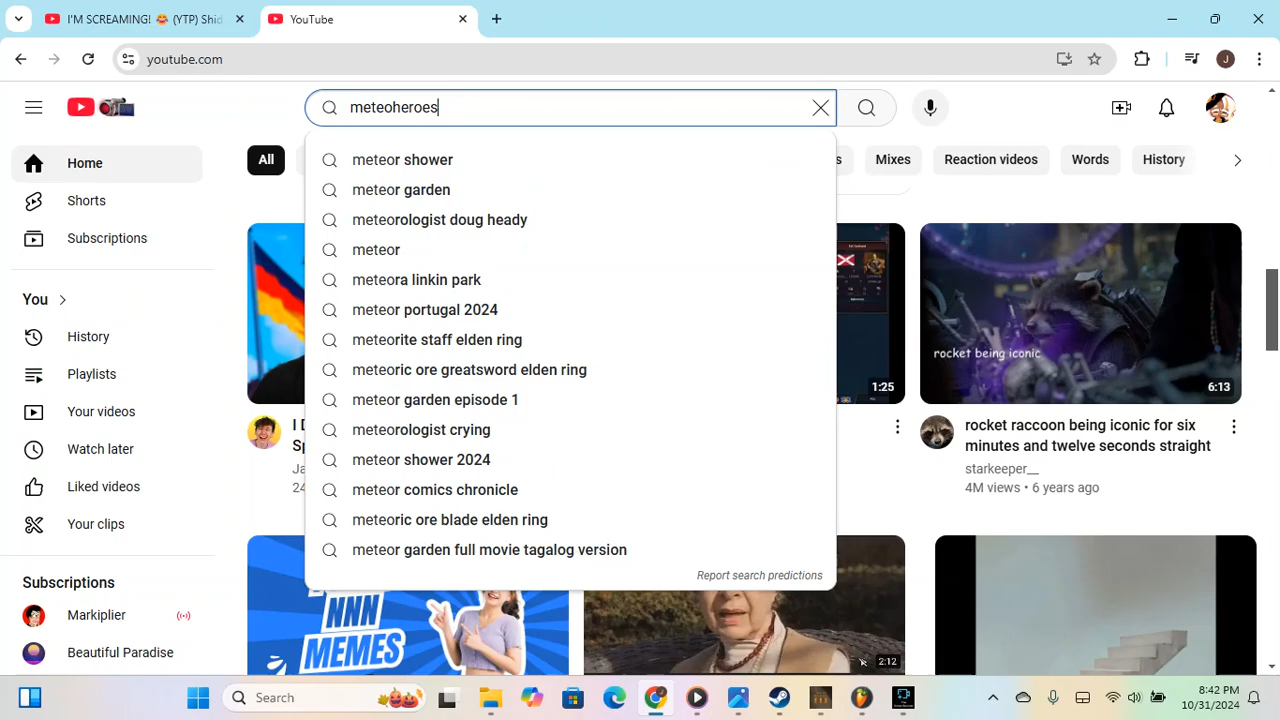 I'M SCREAMING! 😂 (YTP) Shid
YouTube
youtube.com
J
meteoheroes
meteor shower
meteor garden
meteorologist doug heady
meteor
meteora linkin park
meteor portugal 2024
meteorite staff elden ring
meteoric ore greatsword elden ring
meteor garden episode 1
meteorologist crying
meteor shower 2024
meteor comics chronicle
meteoric ore blade elden ring
meteor garden full movie tagalog version
Report search predictions
Home
Shorts
Subscriptions
You
History
Playlists
Your videos
Watch later
Liked videos
Your clips
Subscriptions
Markiplier
Beautiful Paradise
All
Mixes
Reaction videos
Words
History
1:25
rocket being iconic
6:13
I D
Sp
Ja
24
rocket raccoon being iconic for six
minutes and twelve seconds straight
starkeeper__
4M views • 6 years ago
NNN
MEMES
2:12
Search
8:42 PM
10/31/2024